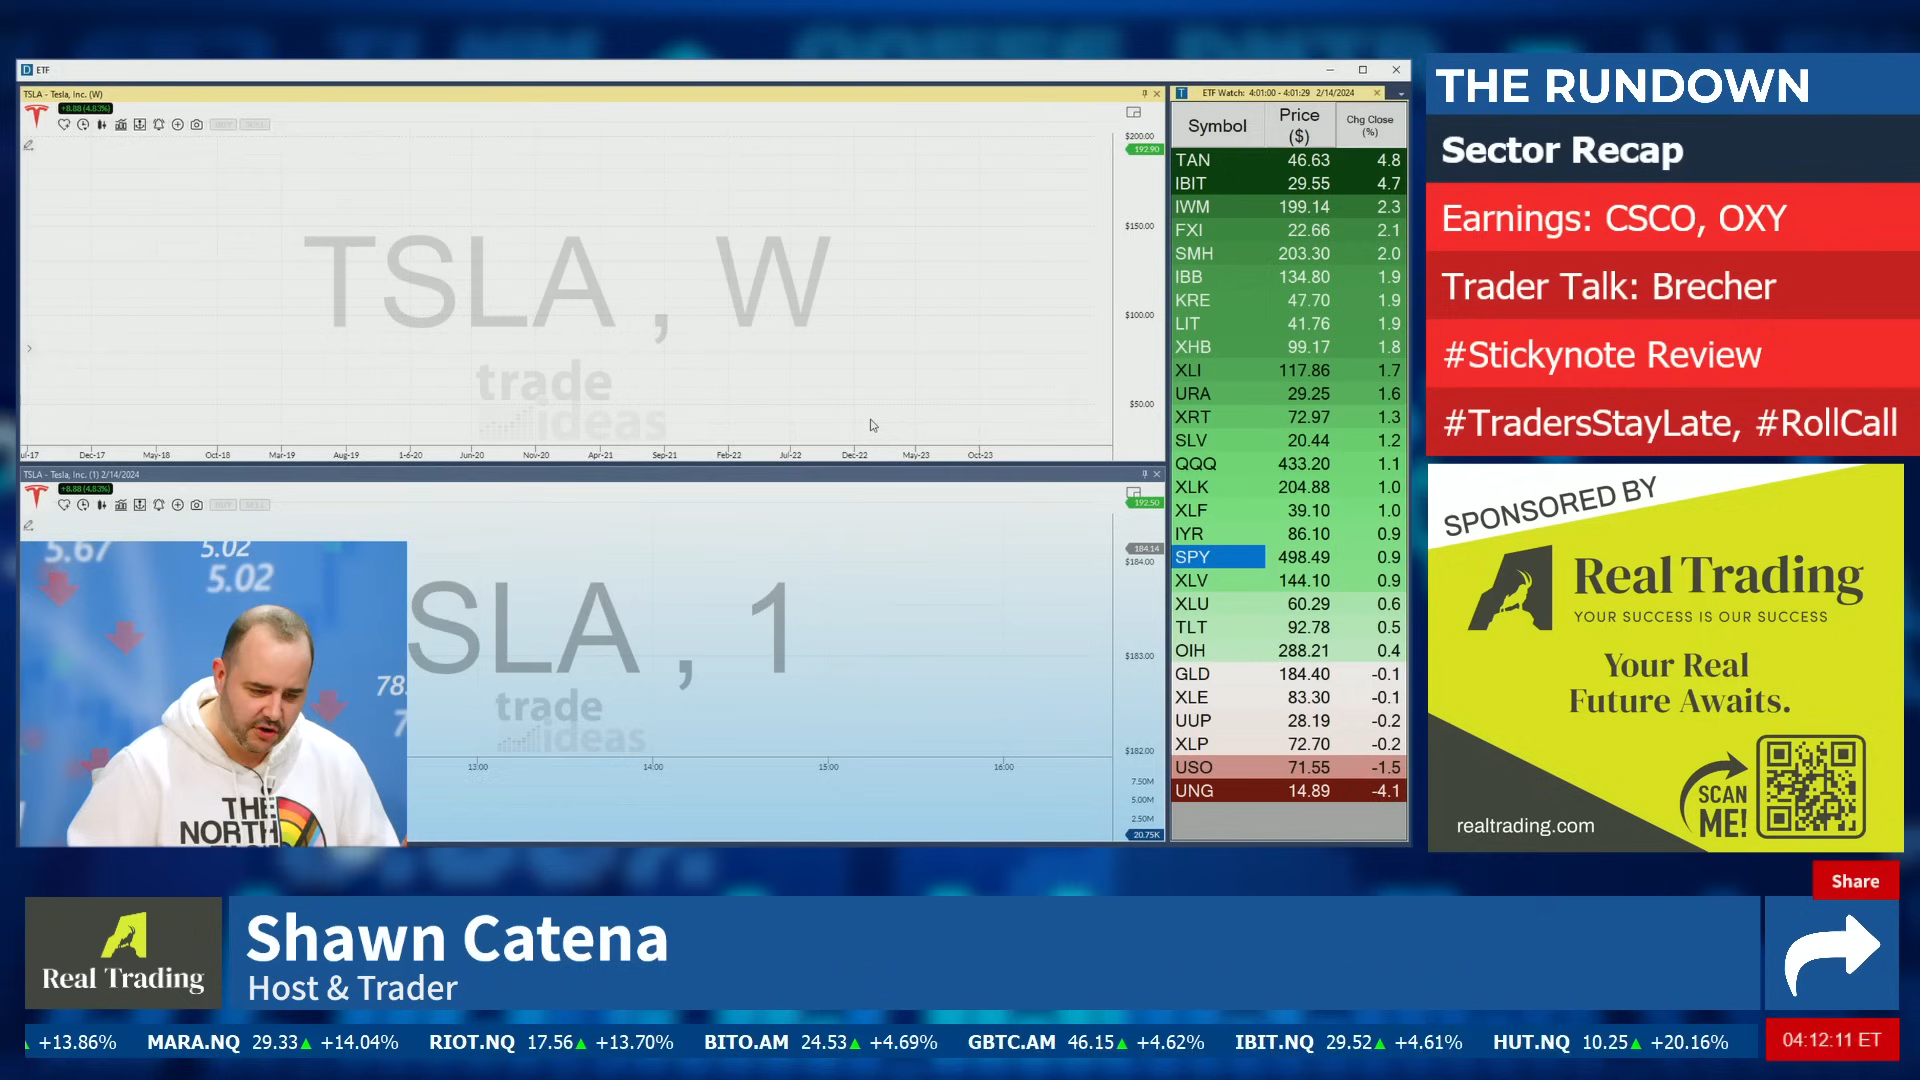 ETF
TSLA - Tesla, Inc. (W)
+8.88 (4.83%)
BUY SELL
TSLA , W
trade
ideas
$200.00
192.90
$150.00
$100.00
$50.00
Dec-17 May-18 Oct-18 Mar-19 Aug-19 1-6-20 Jun-20 Nov-20 Apr-21 Sep-21 Feb-22 Jul-22 Dec-22 May-23 Oct-23
TSLA - Tesla, Inc. (1) 2/14/2024
+8.88 (4.83%)
BUY SELL
SLA , 1
trade
ideas
192.50
184.14
$184.00
$183.00
$182.00
7.50M
5.00M
2.50M
20.75K
13:00 14:00 15:00 16:00
5.67
5.02
5.02
78.
7
THE
NORTH
ETF Watch: 4:01:00 - 4:01:29 2/14/2024
Symbol Price ($) Chg Close (%)
TAN 46.63 4.8
IBIT 29.55 4.7
IWM 199.14 2.3
FXI 22.66 2.1
SMH 203.30 2.0
IBB 134.80 1.9
KRE 47.70 1.9
LIT 41.76 1.9
XHB 99.17 1.8
XLI 117.86 1.7
URA 29.25 1.6
XRT 72.97 1.3
SLV 20.44 1.2
QQQ 433.20 1.1
XLK 204.88 1.0
XLF 39.10 1.0
IYR 86.10 0.9
SPY 498.49 0.9
XLV 144.10 0.9
XLU 60.29 0.6
TLT 92.78 0.5
OIH 288.21 0.4
GLD 184.40 -0.1
XLE 83.30 -0.1
UUP 28.19 -0.2
XLP 72.70 -0.2
USO 71.55 -1.5
UNG 14.89 -4.1
THE RUNDOWN
Sector Recap
Earnings: CSCO, OXY
Trader Talk: Brecher
#Stickynote Review
#TradersStayLate, #RollCall
SPONSORED BY
Real Trading
YOUR SUCCESS IS OUR SUCCESS
Your Real
Future Awaits.
SCAN
ME!
realtrading.com
Share
Real Trading
Shawn Catena
Host & Trader
+13.86% MARA.NQ 29.33▲ +14.04% RIOT.NQ 17.56▲ +13.70% BITO.AM 24.53▲ +4.69% GBTC.AM 46.15▲ +4.62% IBIT.NQ 29.52▲ +4.61% HUT.NQ 10.25▲ +20.16%
04:12:11 ET